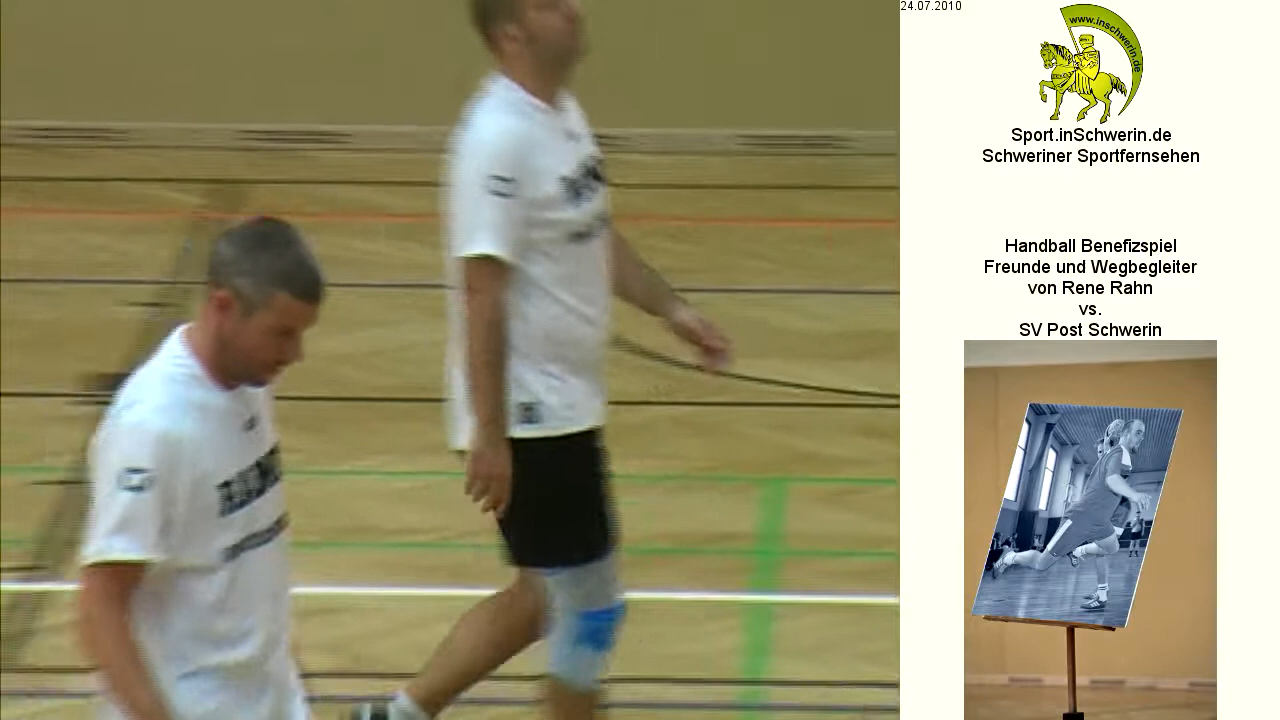 24.07.2010
www.inschwerin.de
Sport.inSchwerin.de
Schweriner Sportfernsehen
Handball Benefizspiel
Freunde und Wegbegleiter
von Rene Rahn
vs.
SV Post Schwerin